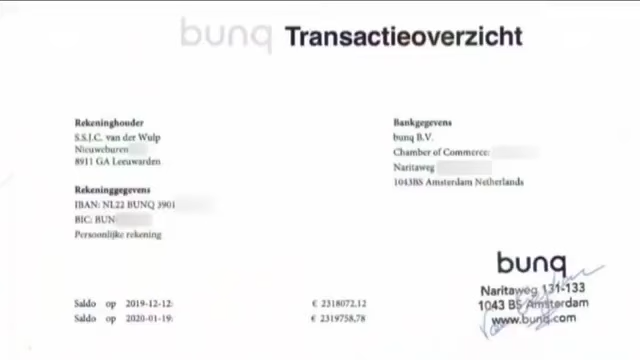 bunq Transactieoverzicht
Rekeninghouder
S.S.J.C. van der Wulp
Nieuweburen
8911 GA Leeuwarden
Rekeninggegevens
IBAN: NL22 BUNQ 3901
BIC: BUN
Persoonlijke rekening
Bankgegevens
bunq B.V.
Chamber of Commerce:
Naritaweg
1043BS Amsterdam Netherlands
Saldo op 2019-12-12: € 2318072,12
Saldo op 2020-01-19: € 2319758,78
bunq
Naritaweg 131-133
1043 BS Amsterdam
www.bunq.com